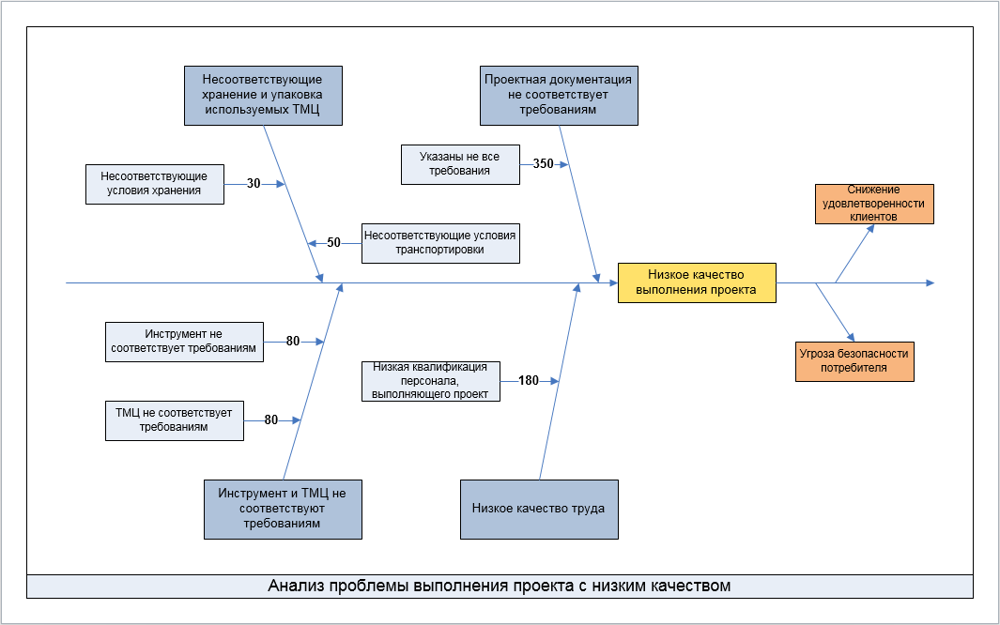 Несоответствующие
хранение и упаковка
используемых ТМЦ
Проектная документация
не соответствует
требованиям
Указаны не все
требования
350
Несоответствующие
условия хранения
30
Снижение
удовлетворенности
клиентов
50
Несоответствующие условия
транспортировки
Низкое качество
выполнения проекта
Инструмент не
соответствует требованиям
80
Угроза безопасности
потребителя
Низкая квалификация
персонала,
выполняющего проект
180
ТМЦ не соответствует
требованиям
80
Инструмент и ТМЦ не
соответствуют
требованиям
Низкое качество труда
Анализ проблемы выполнения проекта с низким качеством